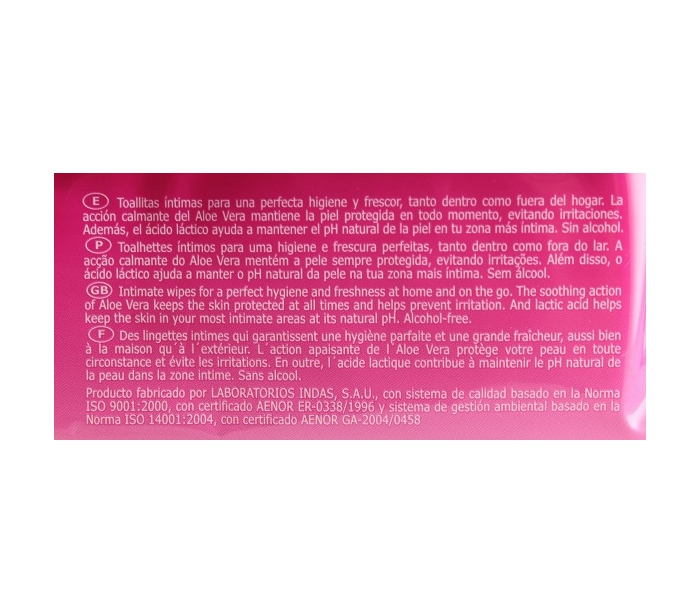 E Toallitas íntimas para una perfecta higiene y frescor, tanto dentro como fuera del hogar. La
acción calmante del Aloe Vera mantiene la piel protegida en todo momento, evitando irritaciones.
Además, el ácido láctico ayuda a mantener el pH natural de la piel en tu zona más íntima. Sin alcohol.
P Toalhettes íntimos para uma higiene e frescura perfeitas, tanto dentro como fora do lar. A
acção calmante do Aloe Vera mentém a pele sempre protegida, evitando irritações. Além disso, o
ácido láctico ajuda a manter o pH natural da pele na tua zona mais íntima. Sem álcool.
GB Intimate wipes for a perfect hygiene and freshness at home and on the go. The soothing action
of Aloe Vera keeps the skin protected at all times and helps prevent irritation. And lactic acid helps
keep the skin in your most intimate areas at its natural pH. Alcohol-free.
F Des lingettes intimes qui garantissent une hygiène parfaite et une grande fraîcheur, aussi bien
à la maison qu´à l´extérieur. L´action apaisante de l´Aloe Vera protège votre peau en toute
circonstance et évite les irritations. En outre, l´acide lactique contribue à maintenir le pH naturel de
la peau dans la zone intime. Sans alcool.
Producto fabricado por LABORATORIOS INDAS, S.A.U., con sistema de calidad basado en la Norma
ISO 9001:2000, con certificado AENOR ER-0338/1996 y sistema de gestión ambiental basado en la
Norma ISO 14001:2004, con certificado AENOR GA-2004/0458